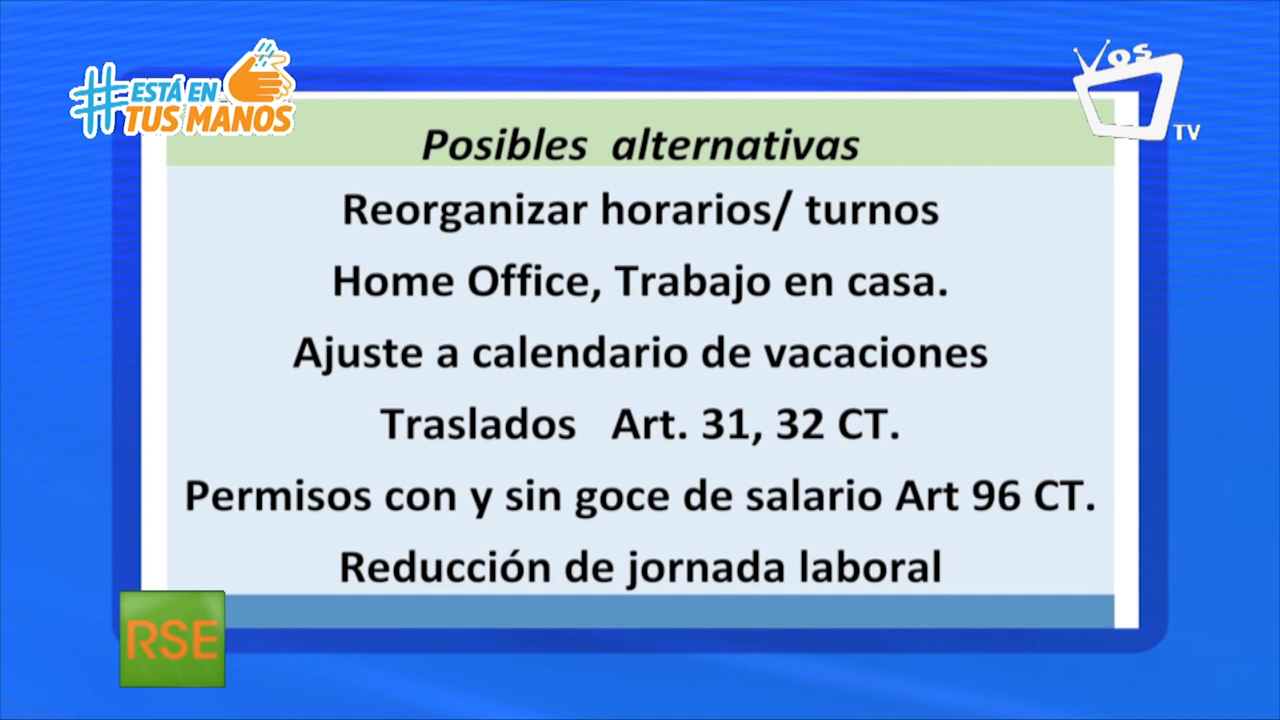 #ESTÁ EN
TUS MANOS
VOS
TV
Posibles alternativas
Reorganizar horarios/ turnos
Home Office, Trabajo en casa.
Ajuste a calendario de vacaciones
Traslados Art. 31, 32 CT.
Permisos con y sin goce de salario Art 96 CT.
Reducción de jornada laboral
RSE